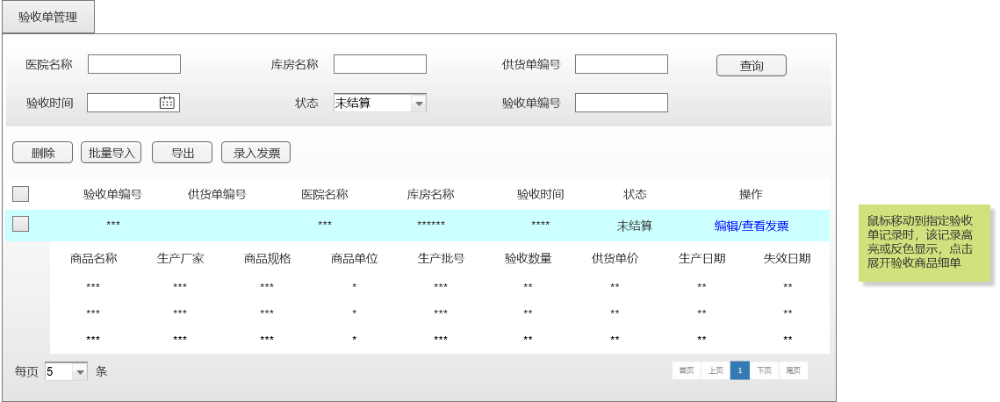 验收单管理
医院名称 库房名称 供货单编号 查询
验收时间 状态 未结算 验收单编号
删除 批量导入 导出 录入发票
验收单编号 供货单编号 医院名称 库房名称 验收时间 状态 操作
*** *** ****** **** 未结算 编辑/查看发票
商品名称 生产厂家 商品规格 商品单位 生产批号 验收数量 供货单价 生产日期 失效日期
*** *** *** * *** ** ** ** **
*** *** *** * *** ** ** ** **
*** *** *** * *** ** ** ** **
每页 5 条 首页 上页 1 下页 尾页
鼠标移动到指定验收
单记录时，该记录高
亮或反色显示，点击
展开验收商品细单